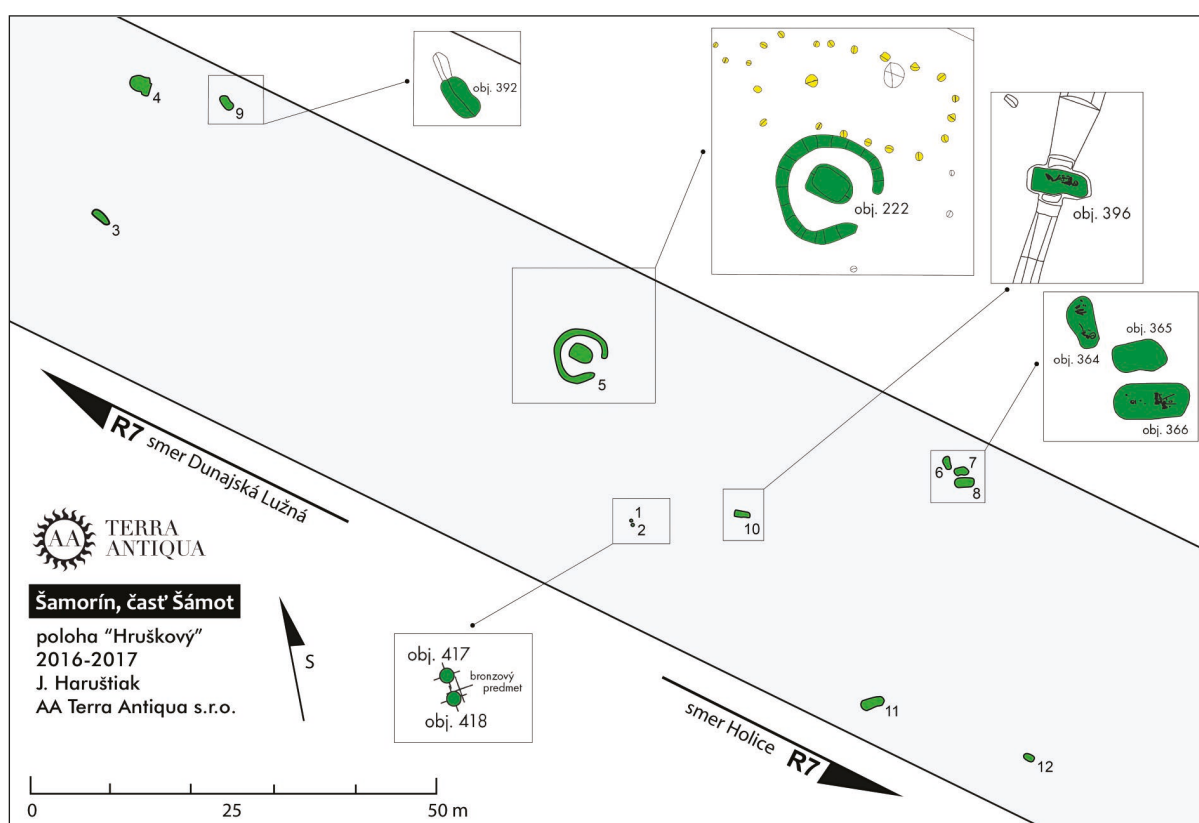 4
9
obj. 392
3
obj. 222
obj. 396
5
obj. 364
obj. 365
obj. 366
6
7
8
1
2
10
R7 smer Dunajská Lužná
AA
TERRA
ANTIQUA
Šamorín, časť Šámot
poloha "Hruškový"
2016-2017
J. Haruštiak
AA Terra Antiqua s.r.o.
S
obj. 417
bronzový
predmet
obj. 418
11
12
smer Holice R7
0 25 50 m